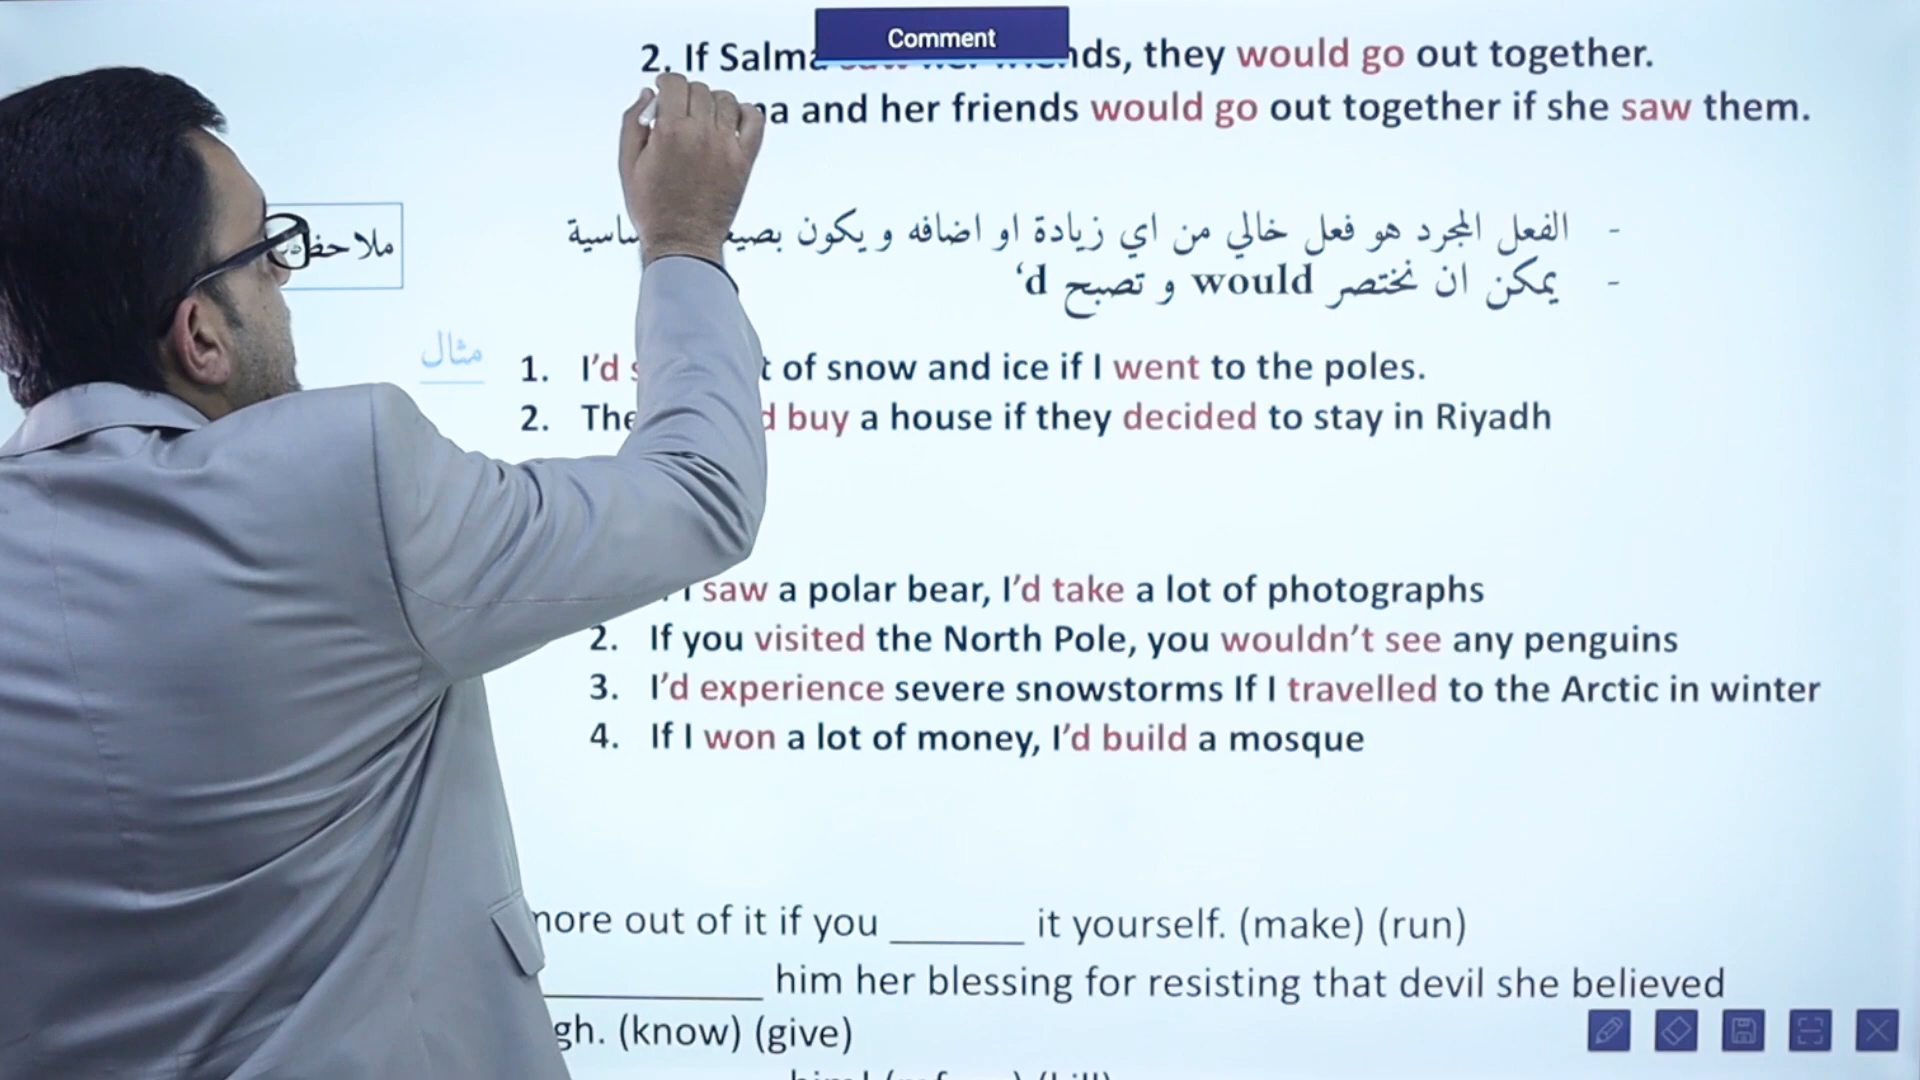 Comment
2. If Salma saw her friends, they would go out together.
and her friends would go out together if she saw them.
- الفعل المجرد هو فعل خالي من اي زيادة او اضافه و يكون
ملاحظة
- يمكن ان نختصر would و تصبح ‘d
مثال
1. I’d of snow and ice if I went to the poles.
2. buy a house if they decided to stay in Riyadh
I saw a polar bear, I’d take a lot of photographs
2. If you visited the North Pole, you wouldn’t see any penguins
3. I’d experience severe snowstorms If I travelled to the Arctic in winter
4. If I won a lot of money, I’d build a mosque
more out of it if you ______ it yourself. (make) (run)
____________ him her blessing for resisting that devil she believed
(know) (give)